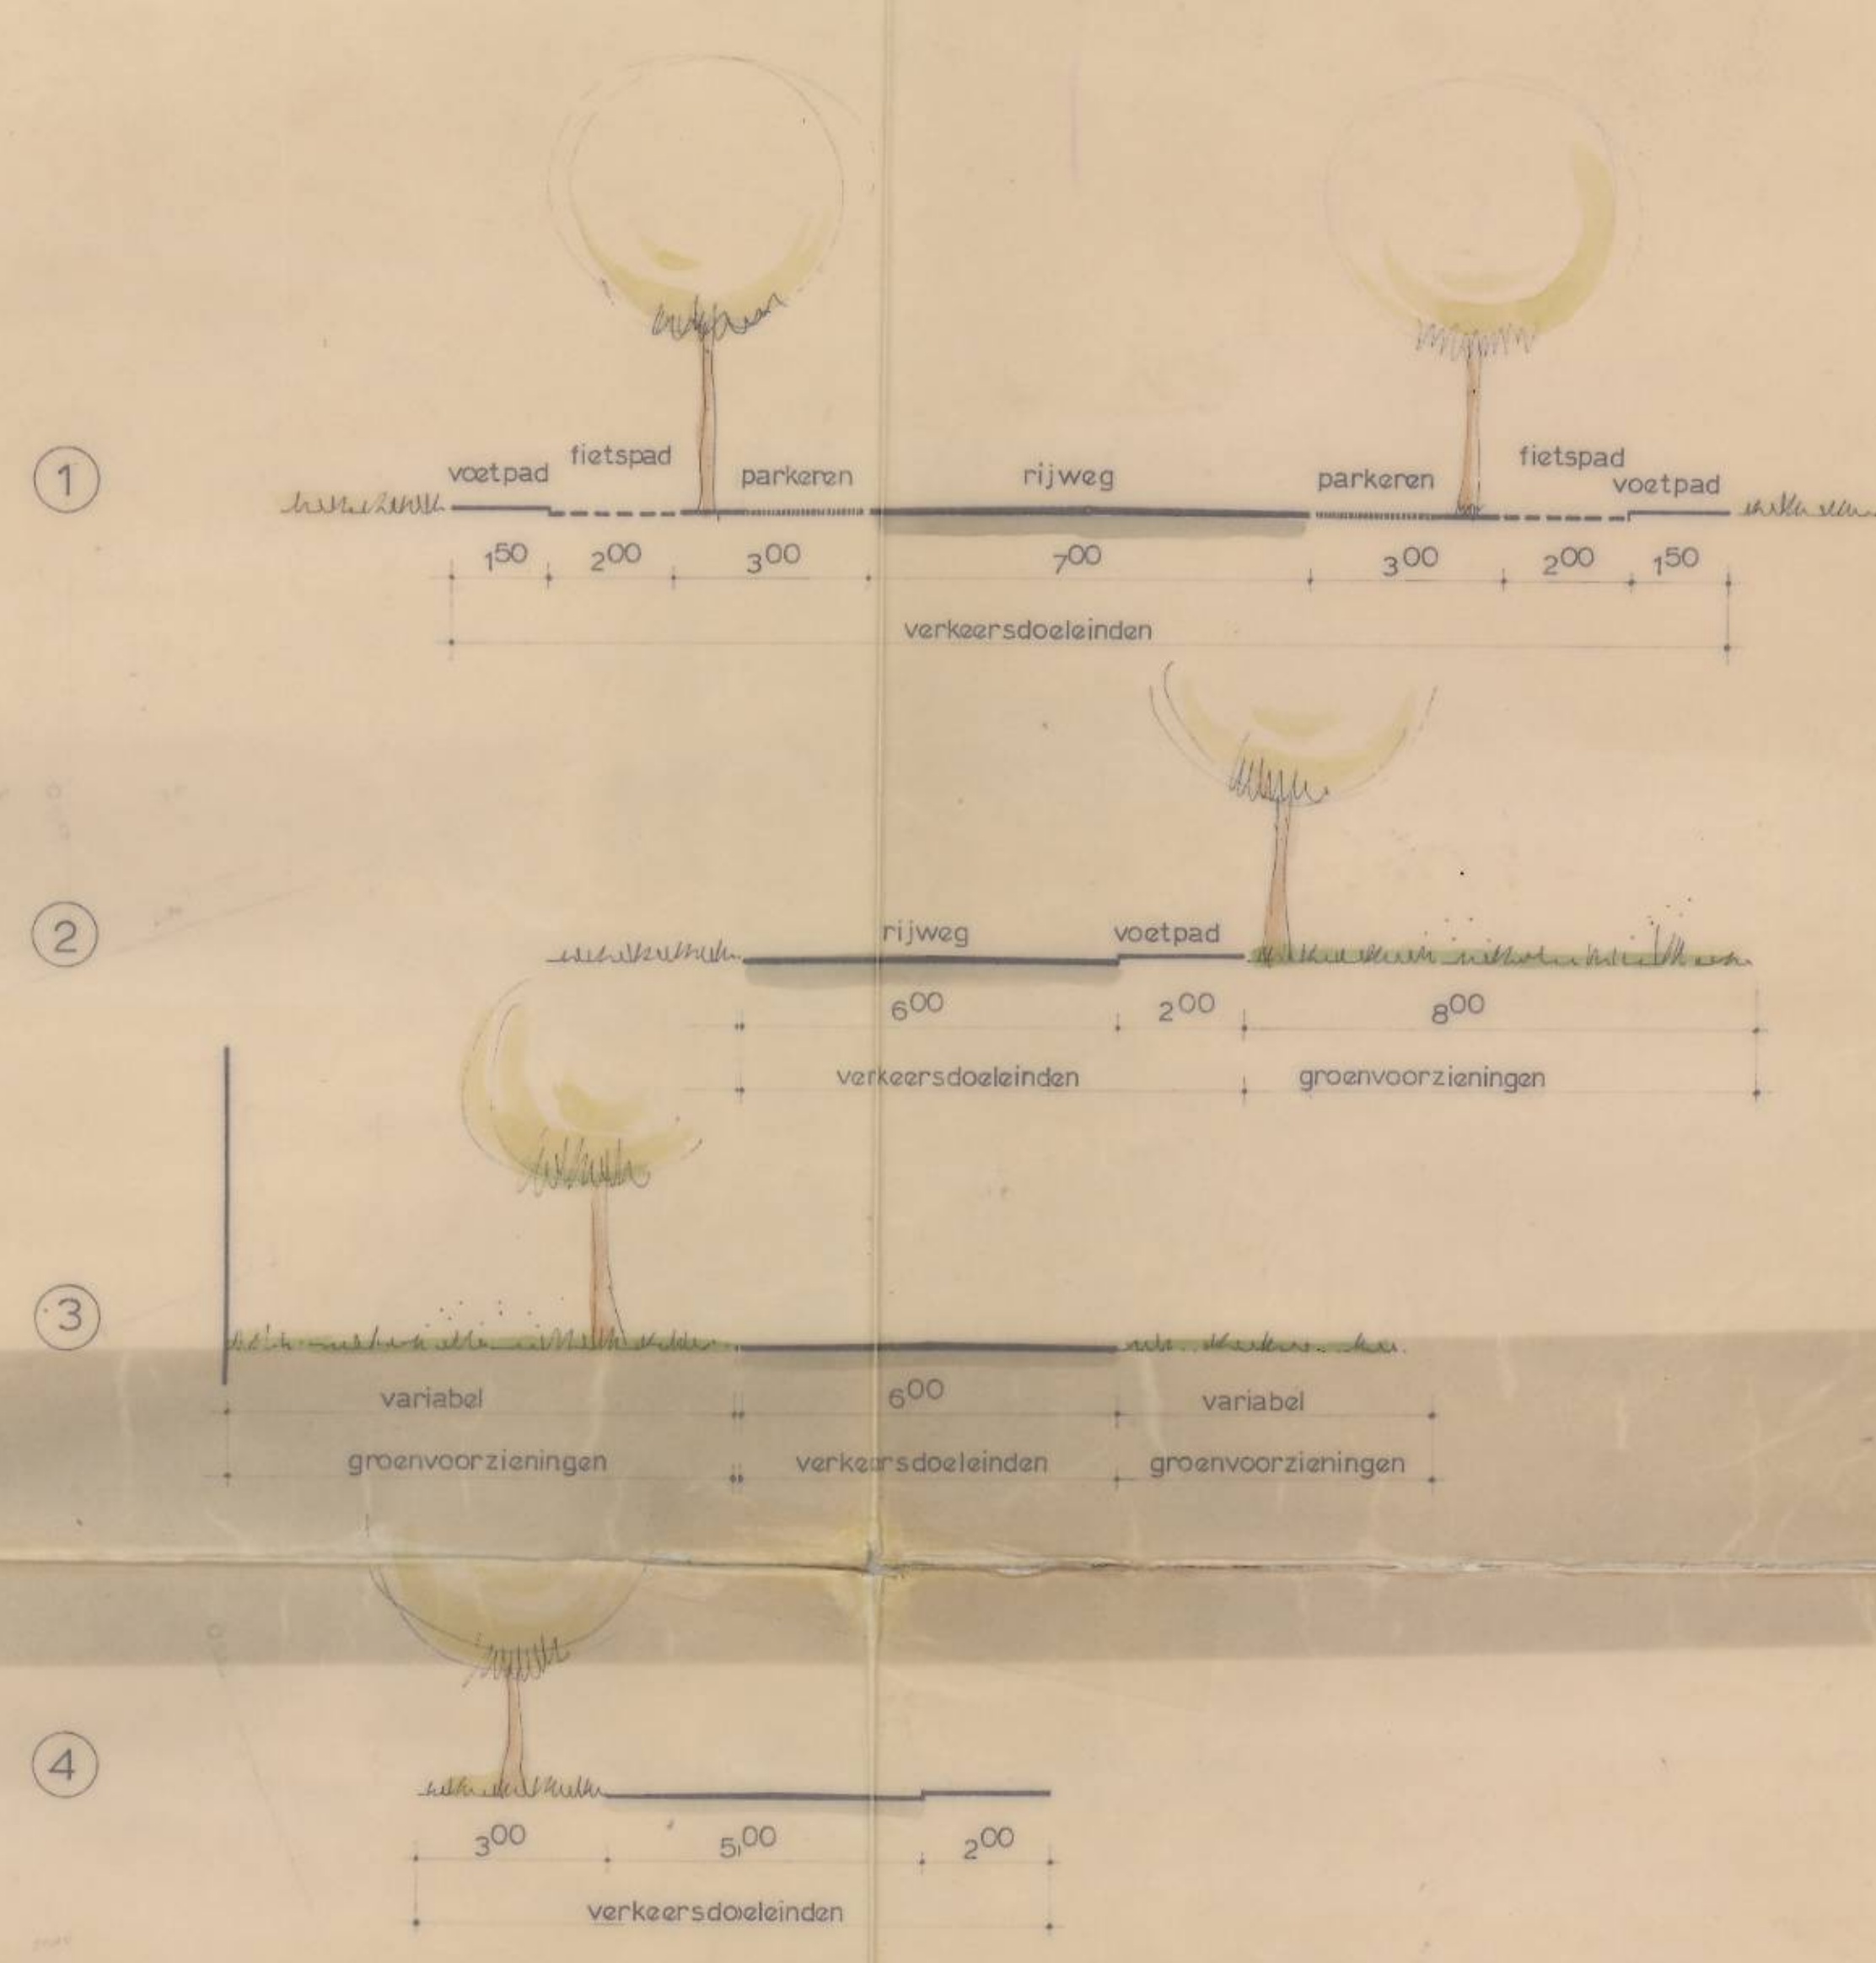 1
voetpad fietspad parkeren rijweg parkeren fietspad voetpad
1⁵⁰ 2⁰⁰ 3⁰⁰ 7⁰⁰ 3⁰⁰ 2⁰⁰ 1⁵⁰
verkeersdoeleinden
2
rijweg voetpad
6⁰⁰ 2⁰⁰ 8⁰⁰
verkeersdoeleinden groenvoorzieningen
3
variabel 6⁰⁰ variabel
groenvoorzieningen verkeersdoeleinden groenvoorzieningen
4
3⁰⁰ 5,⁰⁰ 2⁰⁰
verkeersdoeleinden